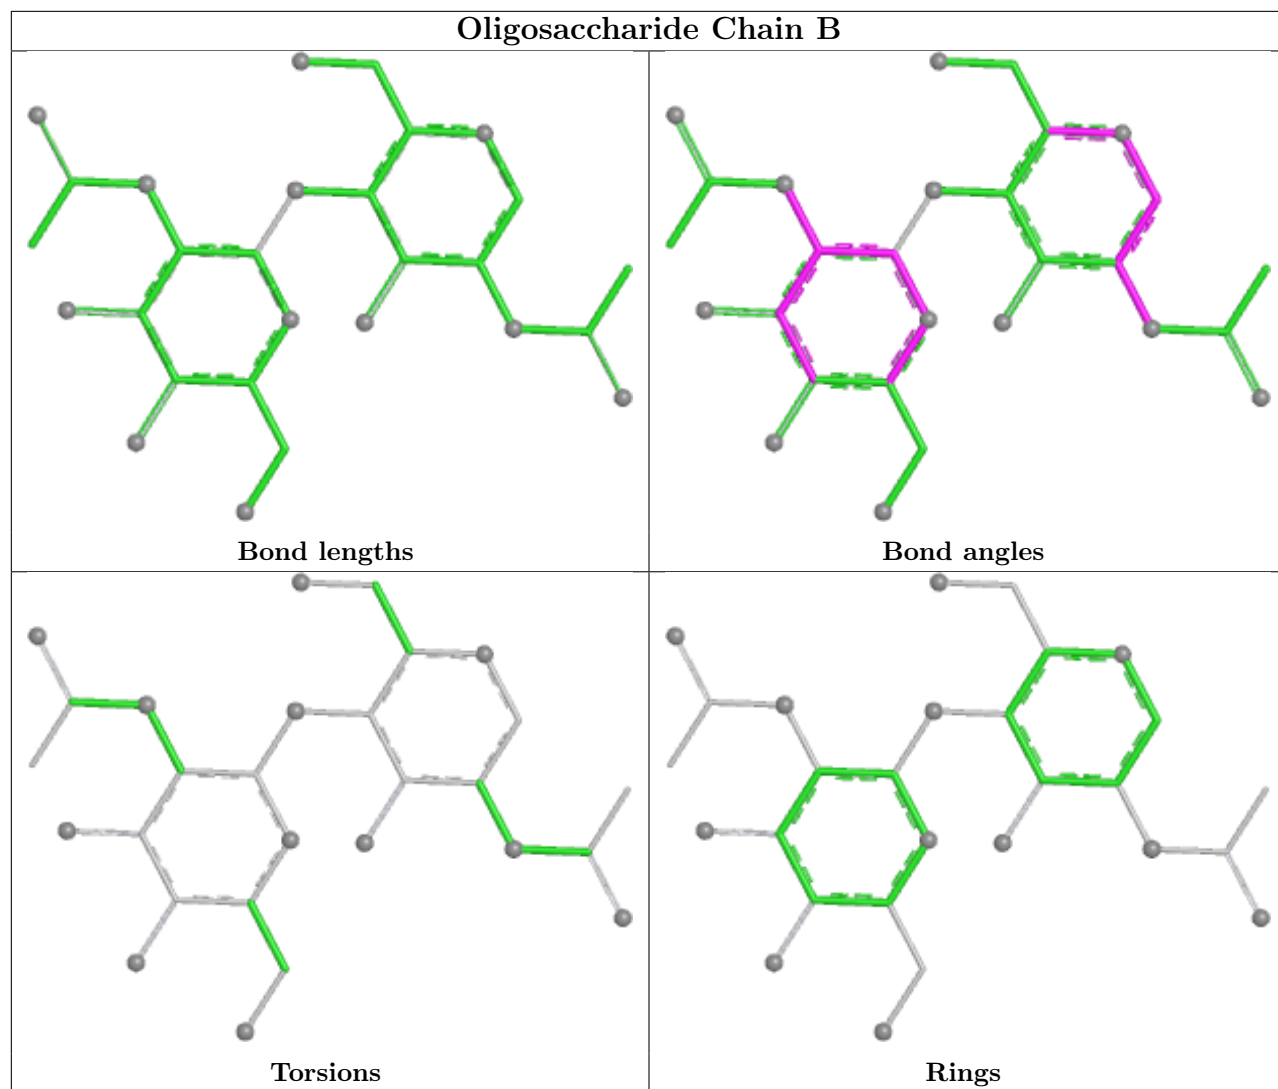 Oligosaccharide Chain B
Bond lengths
Bond angles
Torsions
Rings